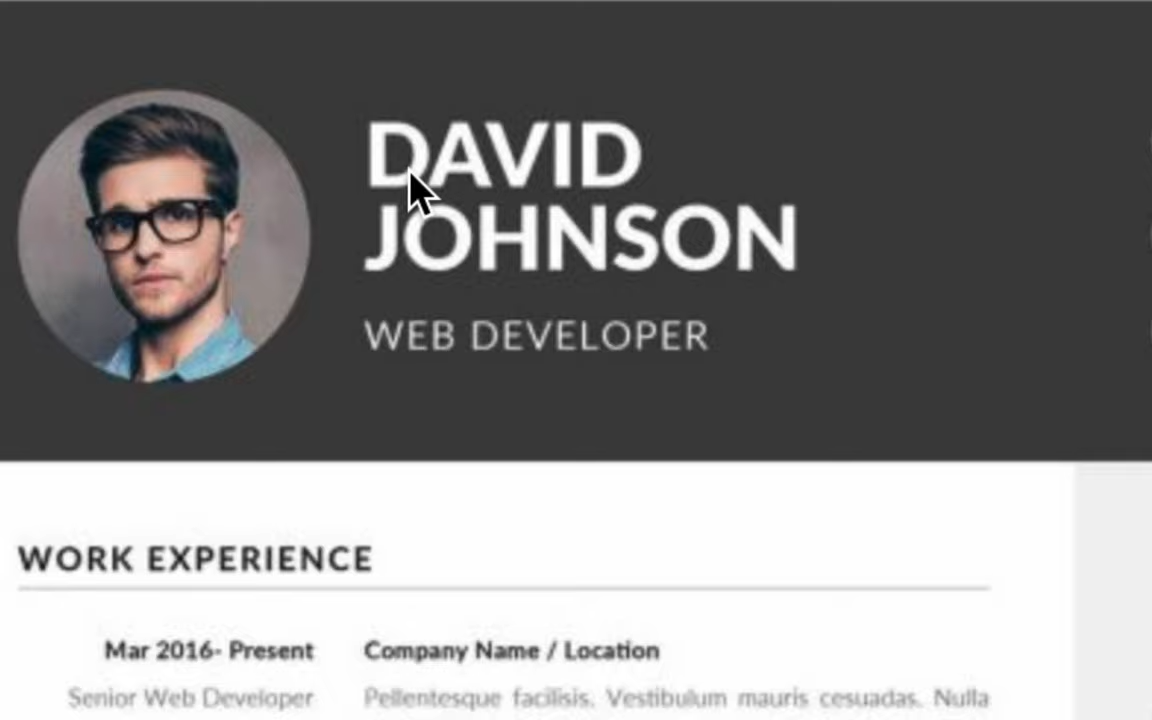 DAVID
JOHNSON
WEB DEVELOPER
WORK EXPERIENCE
Mar 2016- Present
Company Name / Location
Senior Web Developer
Pellentesque facilisis. Vestibulum mauris cesuadas. Nulla